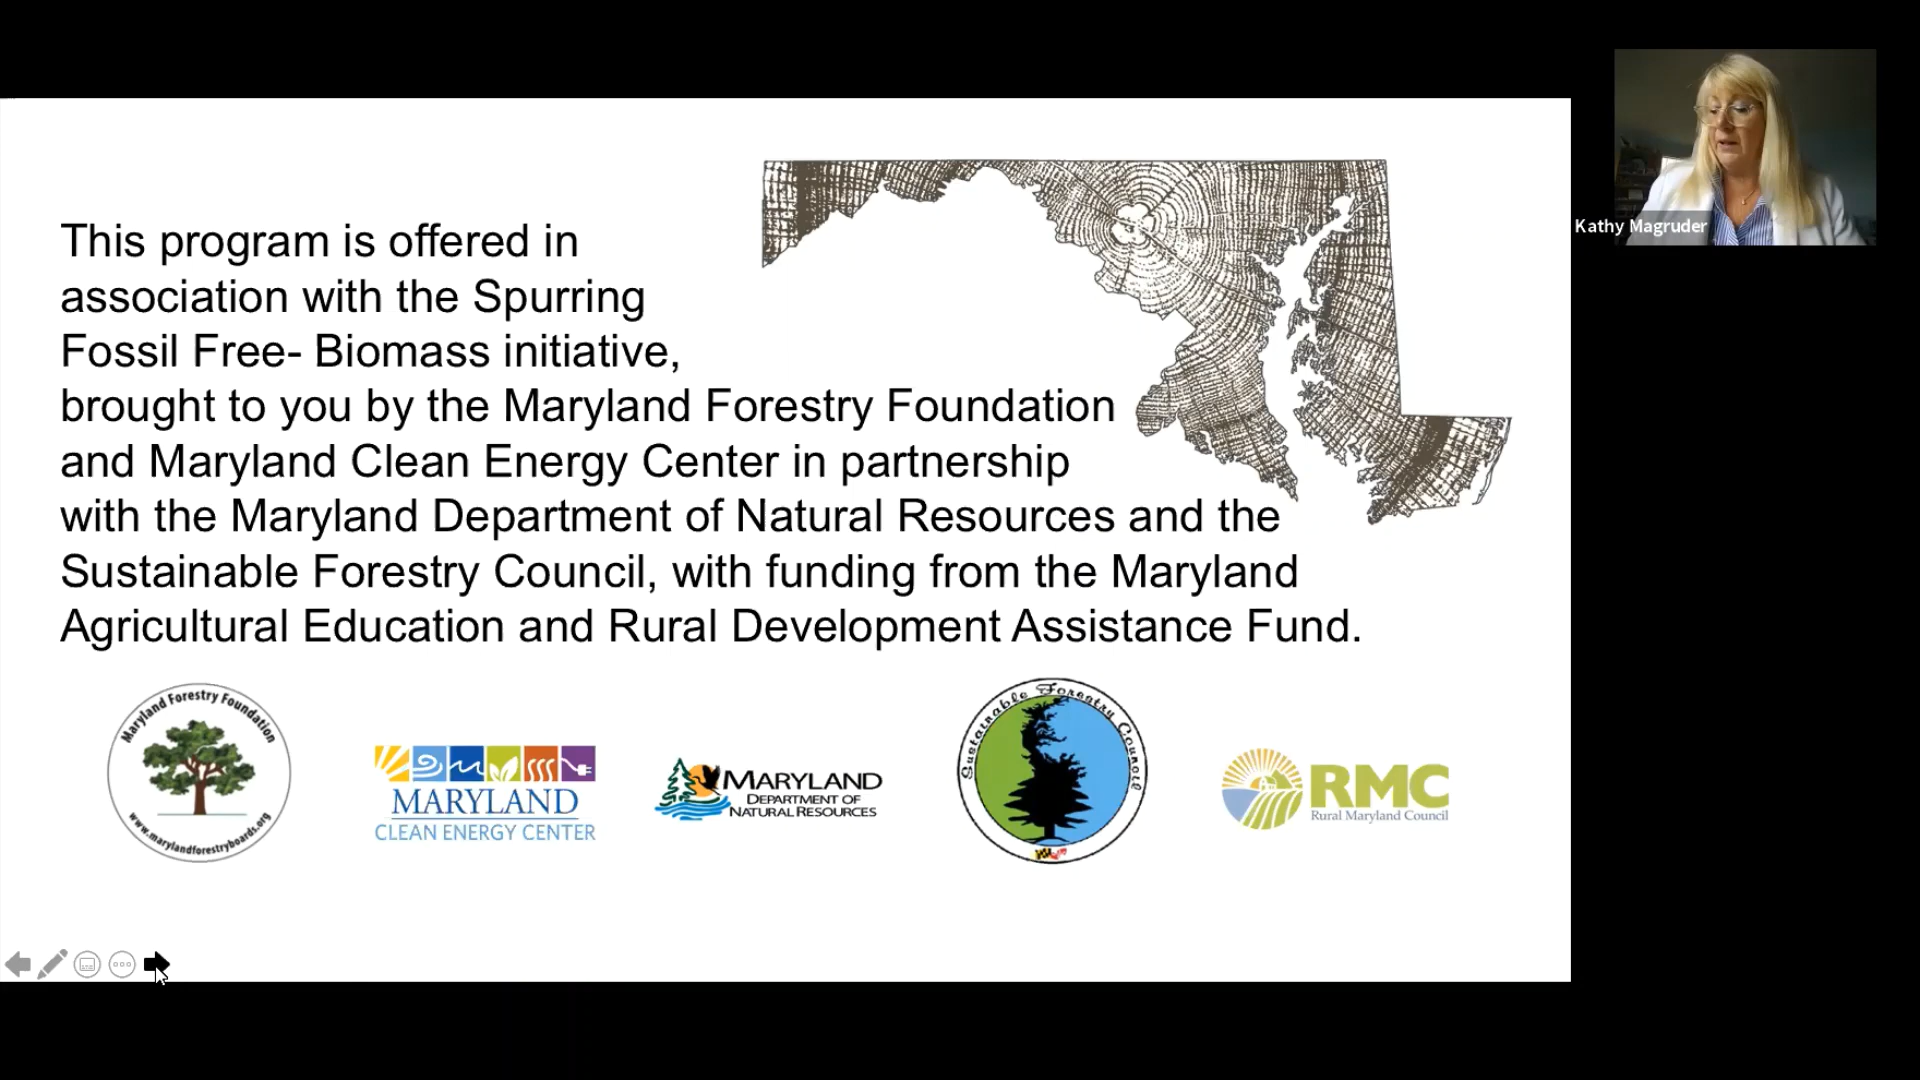 This program is offered in
association with the Spurring
Fossil Free- Biomass initiative,
brought to you by the Maryland Forestry Foundation
and Maryland Clean Energy Center in partnership
with the Maryland Department of Natural Resources and the
Sustainable Forestry Council, with funding from the Maryland
Agricultural Education and Rural Development Assistance Fund.
Kathy Magruder
Maryland Forestry Foundation
www.marylandforestryboards.org
MARYLAND
CLEAN ENERGY CENTER
MARYLAND
DEPARTMENT OF
NATURAL RESOURCES
Sustainable Forestry Council
RMC
Rural Maryland Council